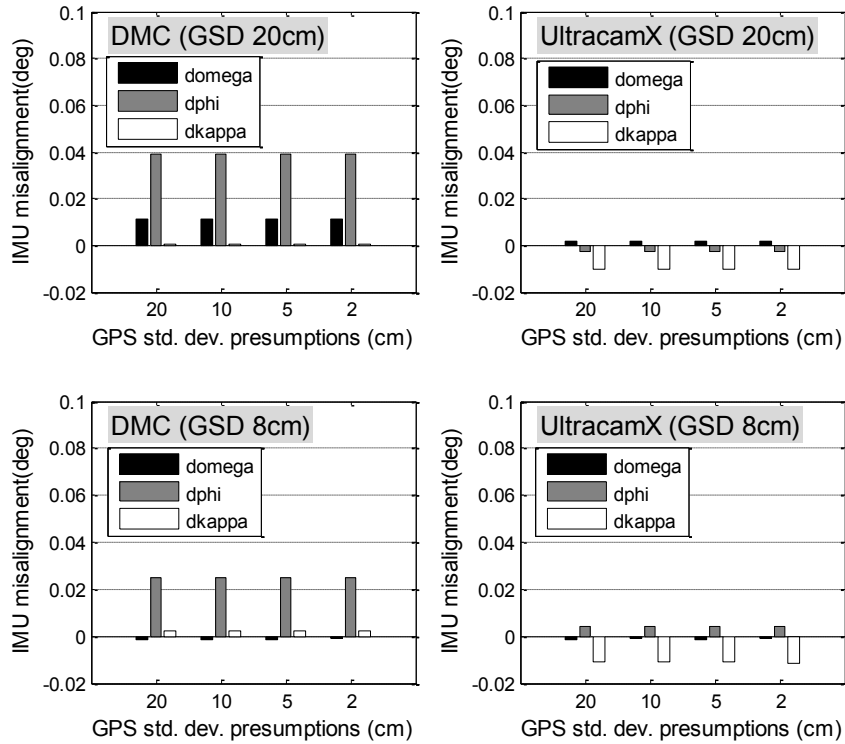 DMC (GSD 20cm)
domega
dphi
dkappa
0.1
0.08
0.06
0.04
0.02
0
-0.02
IMU misalignment(deg)
20 10 5 2
GPS std. dev. presumptions (cm)
UltracamX (GSD 20cm)
domega
dphi
dkappa
0.1
0.08
0.06
0.04
0.02
0
-0.02
IMU misalignment(deg)
20 10 5 2
GPS std. dev. presumptions (cm)
DMC (GSD 8cm)
domega
dphi
dkappa
0.1
0.08
0.06
0.04
0.02
0
-0.02
IMU misalignment(deg)
20 10 5 2
GPS std. dev. presumptions (cm)
UltracamX (GSD 8cm)
domega
dphi
dkappa
0.1
0.08
0.06
0.04
0.02
0
-0.02
IMU misalignment(deg)
20 10 5 2
GPS std. dev. presumptions (cm)